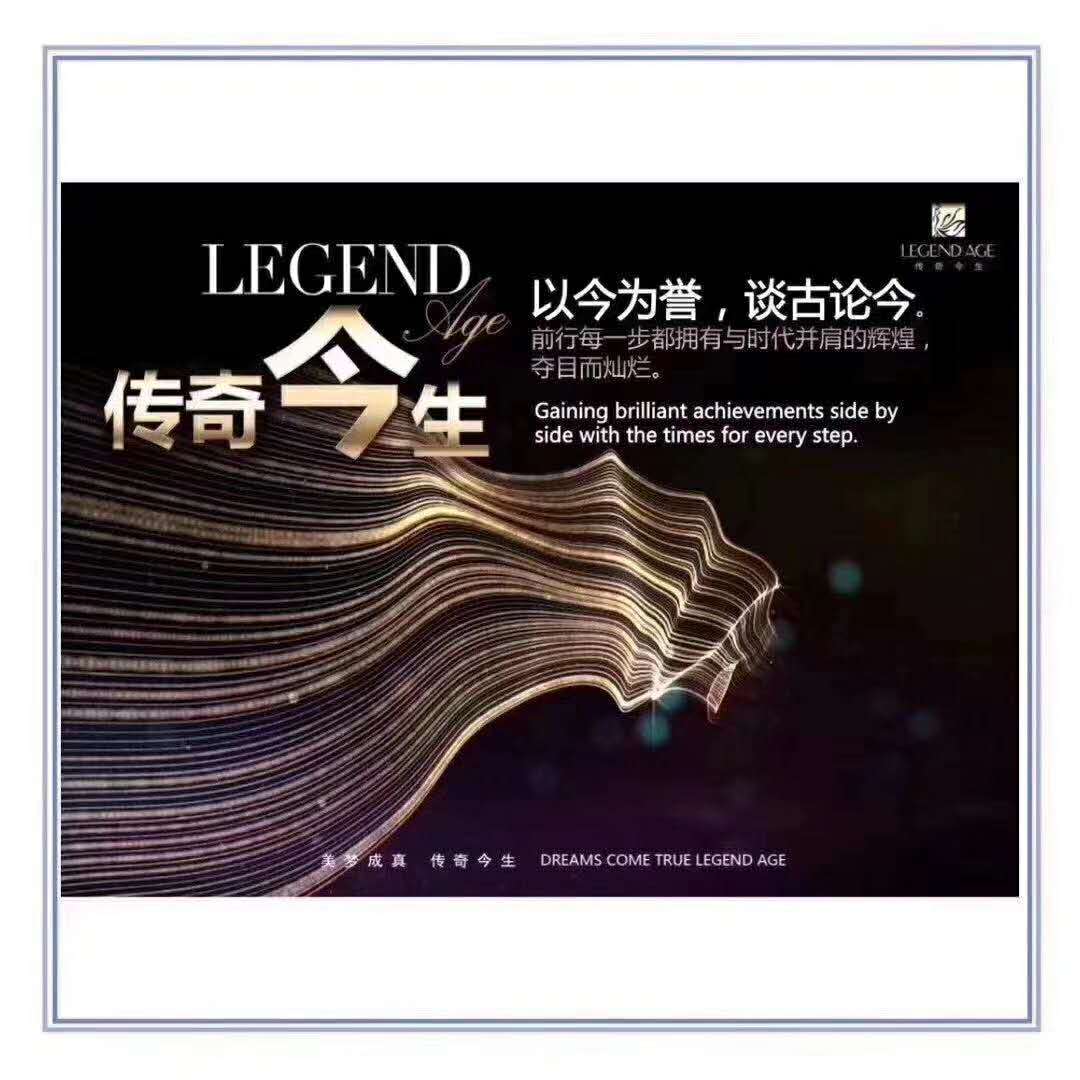 LEGEND AGE
传奇今生
LEGEND
Age
传奇今生
以今为誉，谈古论今。
前行每一步都拥有与时代并肩的辉煌，
夺目而灿烂。
Gaining brilliant achievements side by
side with the times for every step.
美梦成真 传奇今生 DREAMS COME TRUE LEGEND AGE